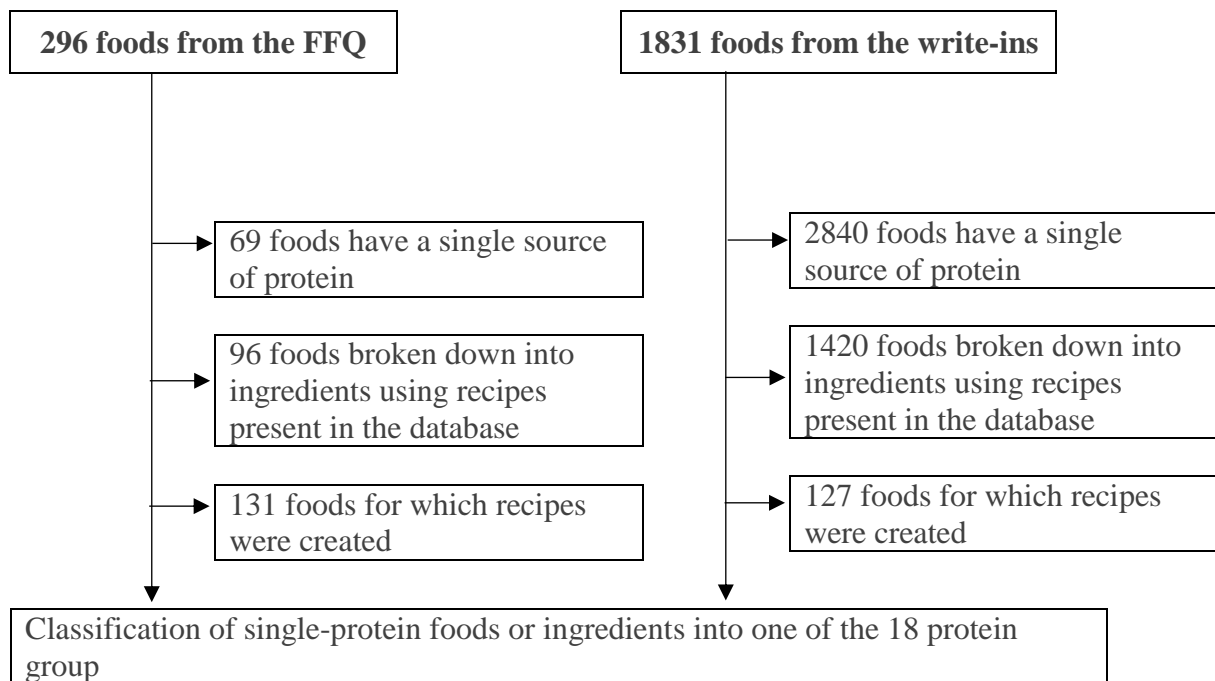 296 foods from the FFQ
1831 foods from the write-ins
69 foods have a single source
of protein
2840 foods have a single
source of protein
96 foods broken down into
ingredients using recipes
present in the database
1420 foods broken down into
ingredients using recipes
present in the database
131 foods for which recipes
were created
127 foods for which recipes
were created
Classification of single-protein foods or ingredients into one of the 18 protein
group